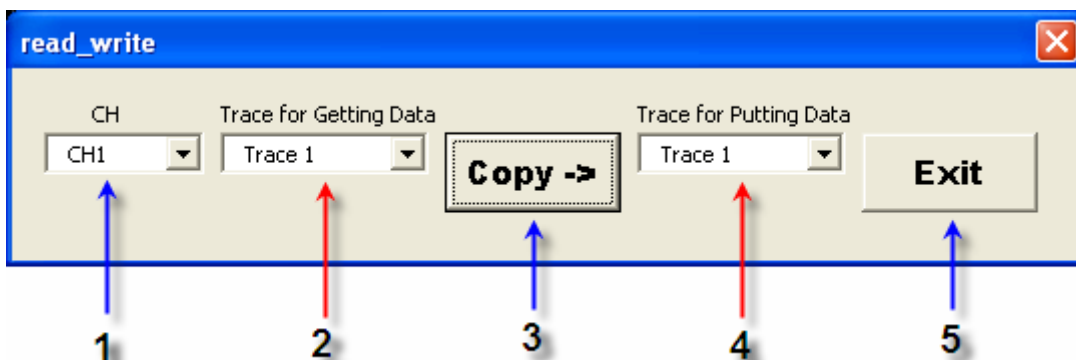 read_write
CH
Trace for Getting Data
Trace for Putting Data
CH1
Trace 1
Copy ->
Trace 1
Exit
1
2
3
4
5